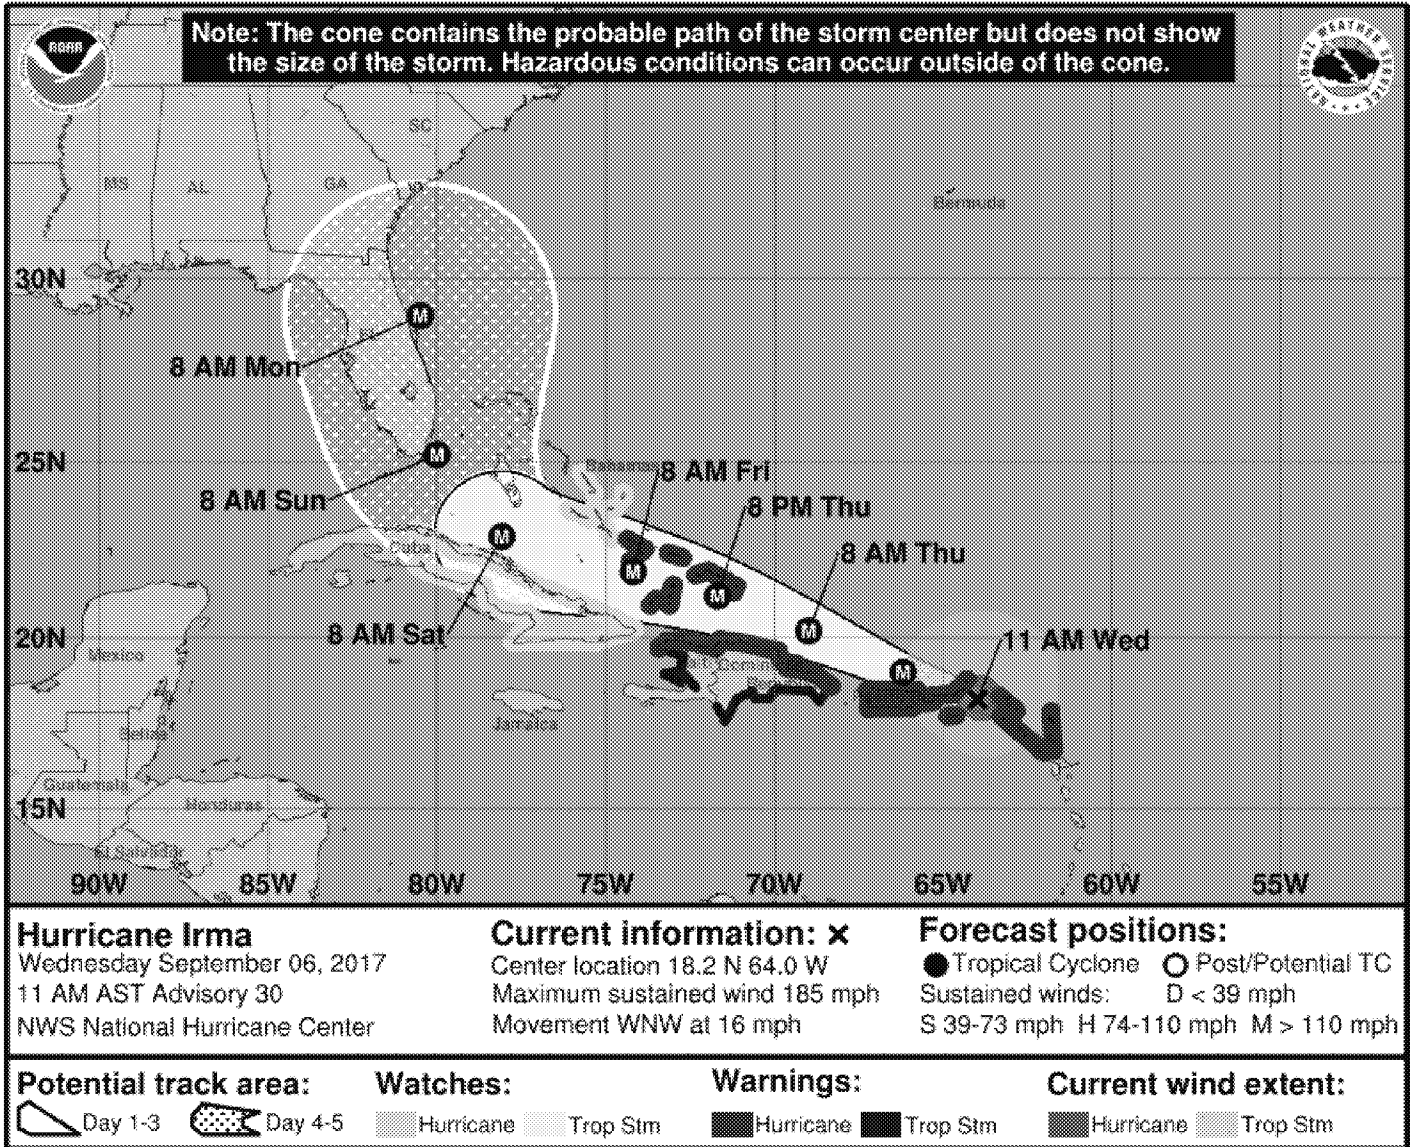 Note: The cone contains the probable path of the storm center but does not show
the size of the storm. Hazardous conditions can occur outside of the cone.
NOAA
NATIONAL WEATHER SERVICE
SC
MS
AL
GA
Bermuda
30N
M
FL
8 AM Mon
25N
M
Bahamas
8 AM Fri
8 AM Sun
8 PM Thu
M
Cuba
8 AM Thu
M
M
8 AM Sat
M
20N
11 AM Wed
Mexico
M
Jamaica
Belize
Guatemala
15N
Honduras
El Salvador
90W 85W 80W 75W 70W 65W 60W 55W
Hurricane Irma
Wednesday September 06, 2017
11 AM AST Advisory 30
NWS National Hurricane Center
Current information: ×
Center location 18.2 N 64.0 W
Maximum sustained wind 185 mph
Movement WNW at 16 mph
Forecast positions:
Tropical Cyclone Post/Potential TC
Sustained winds: D < 39 mph
S 39-73 mph H 74-110 mph M > 110 mph
Potential track area:
Day 1-3 Day 4-5
Watches:
Hurricane Trop Stm
Warnings:
Hurricane Trop Stm
Current wind extent:
Hurricane Trop Stm